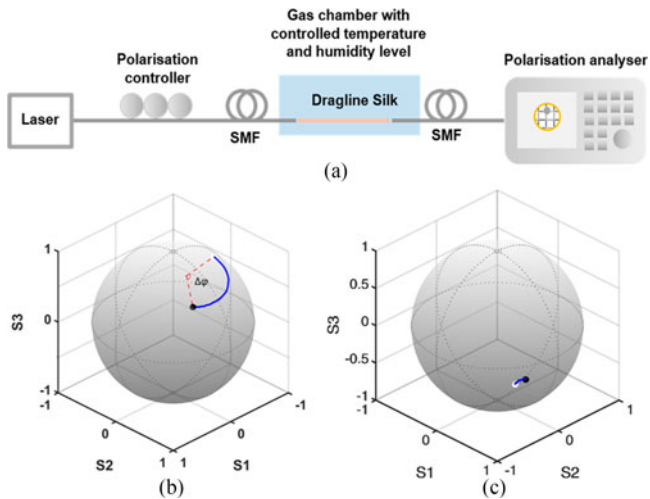 Gas chamber with
controlled temperature
and humidity level
Polarisation
controller
Polarisation analyser
Laser
Dragline Silk
SMF
SMF
(a)
1
0
-1
-1
0
1
1
0
-1
S3
S2
S1
Δφ
(b)
1
0.5
0
-0.5
-1
-1
0
1
-1
0
1
S3
S1
S2
(c)